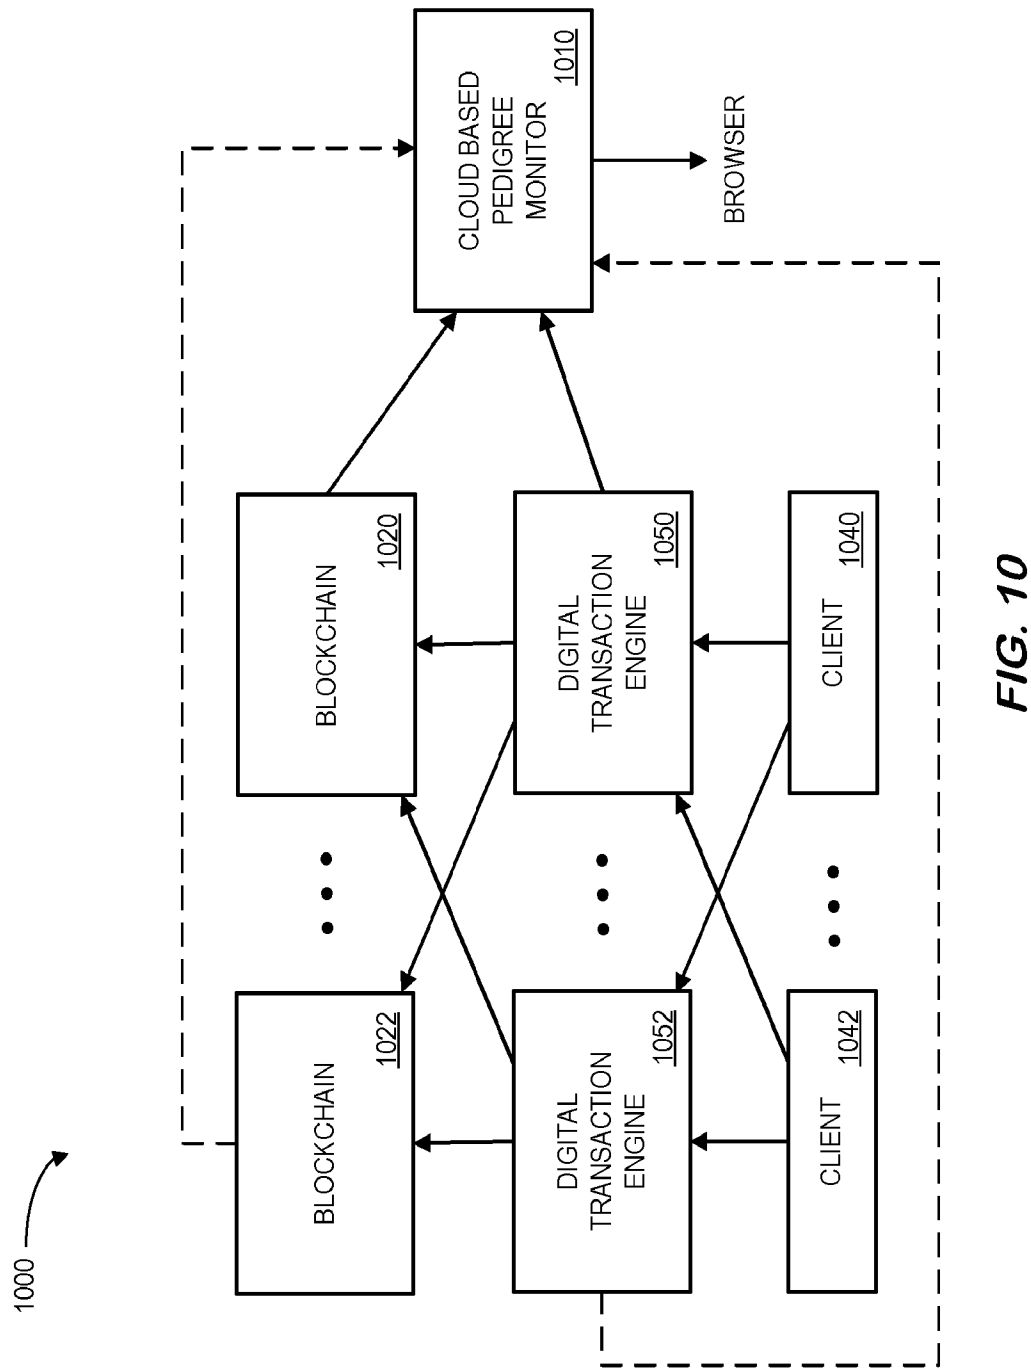 1000
BLOCKCHAIN
1022
BLOCKCHAIN
1020
CLOUD BASED
PEDIGREE
MONITOR
1010
DIGITAL
TRANSACTION
ENGINE
1052
DIGITAL
TRANSACTION
ENGINE
1050
BROWSER
CLIENT
1042
CLIENT
1040
FIG. 10